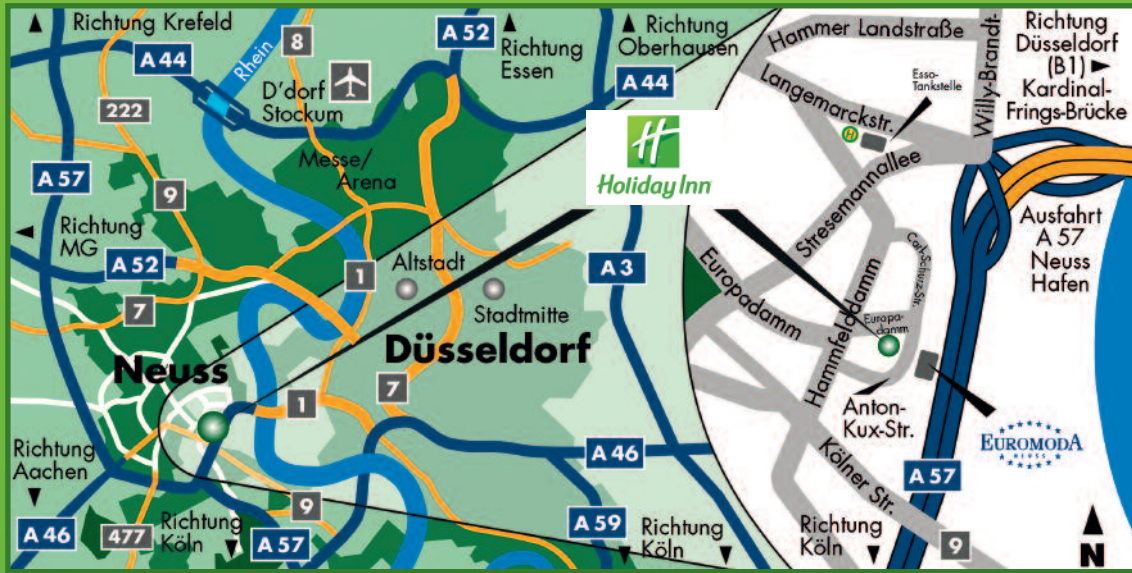 Richtung Krefeld
A 44
Rhein
8
A 52
Richtung
Essen
Richtung
Oberhausen
A 44
D'dorf
Stockum
222
Messe/
Arena
A 57
9
Richtung
MG
A 52
7
1
Altstadt
Stadtmitte
A 3
Düsseldorf
Neuss
1
7
Richtung
Aachen
A 46
477
Richtung
Köln
9
A 57
A 46
A 59
Richtung
Köln
H
Holiday Inn
Hammer Landstraße
Willy-Brandt-
Richtung
Düsseldorf
(B1)
Kardinal-
Frings-Brücke
Esso-
Tankstelle
Langemarckstr.
H
Stresemannallee
Ausfahrt
A 57
Neuss
Hafen
Carl-Schurz-Str.
Europadamm
Hammfelddamm
Europa-
damm
Anton-
Kux-Str.
EUROMODA
NEUSS
Kölner Str.
A 57
Richtung
Köln
9
N